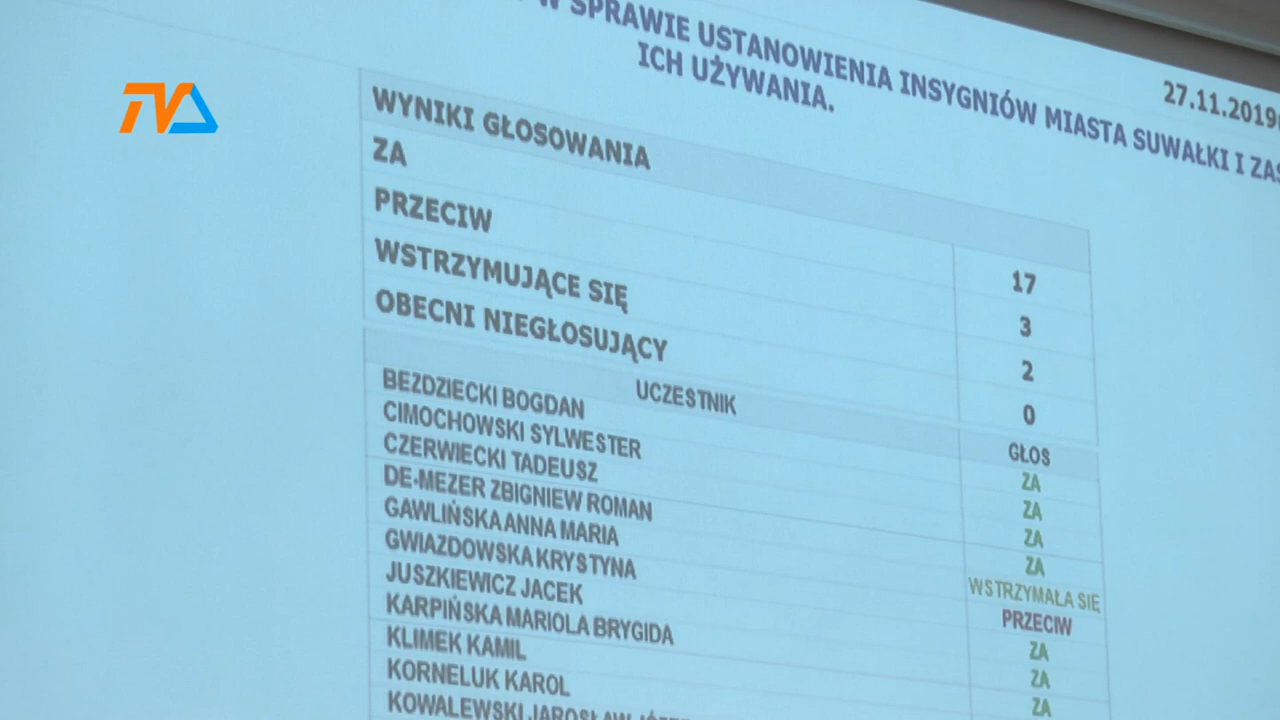 W SPRAWIE USTANOWIENIA INSYGNIÓW MIASTA SUWAŁKI I
ICH UŻYWANIA.
27.11.2019
TVA
WYNIKI GŁOSOWANIA
ZA 17
PRZECIW 3
WSTRZYMUJĄCE SIĘ 2
OBECNI NIEGŁOSUJĄCY 0
UCZESTNIK GŁOS
BEZDZIECKI BOGDAN ZA
CIMOCHOWSKI SYLWESTER ZA
CZERWIECKI TADEUSZ ZA
DE-MEZER ZBIGNIEW ROMAN ZA
GAWLIŃSKA ANNA MARIA WSTRZYMAŁA SIĘ
GWIAZDOWSKA KRYSTYNA PRZECIW
JUSZKIEWICZ JACEK ZA
KARPIŃSKA MARIOLA BRYGIDA ZA
KLIMEK KAMIL ZA
KORNELUK KAROL
KOWALEWSKI JAROSŁAW